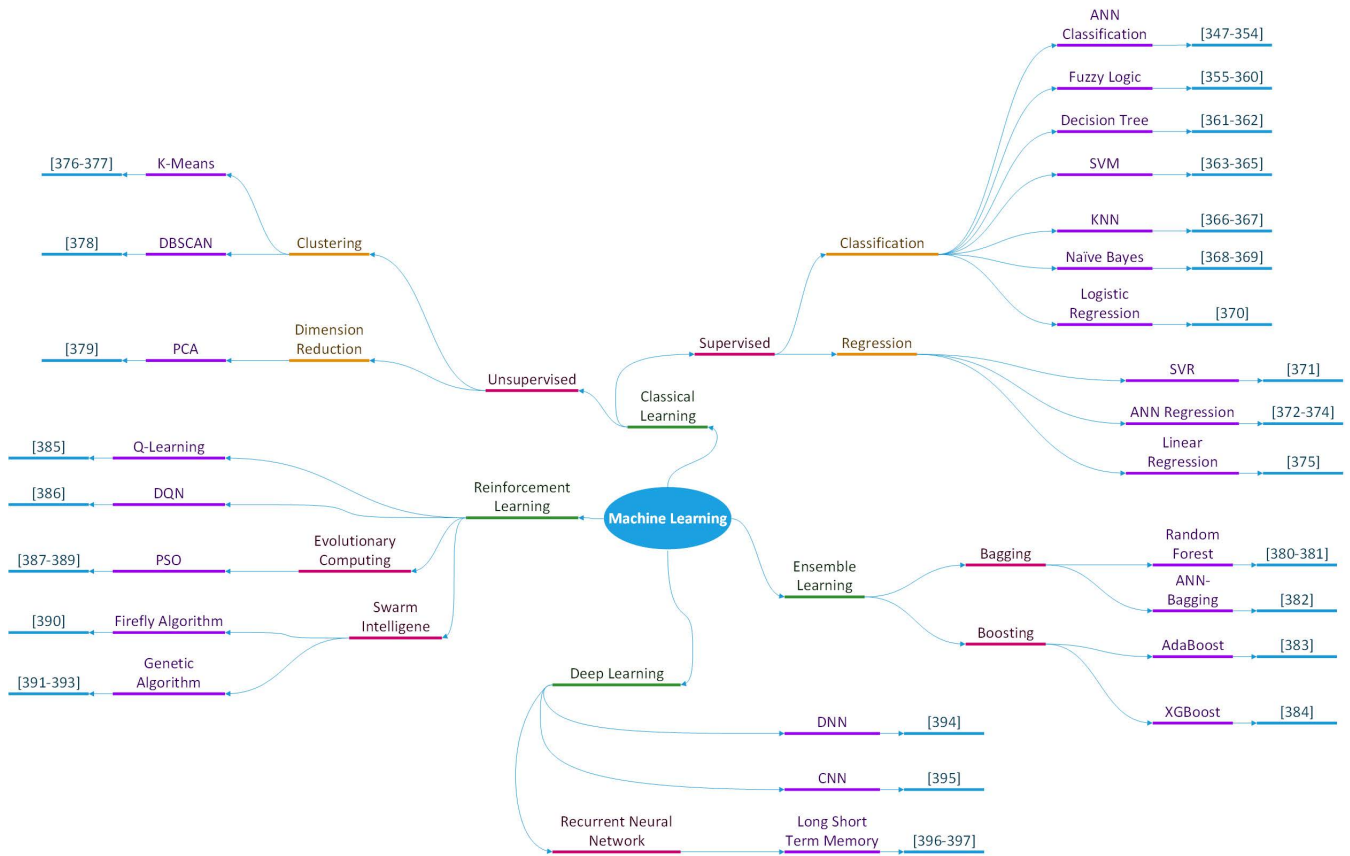 Machine Learning
Classical
Learning
Supervised
Classification
ANN
Classification
[347-354]
Fuzzy Logic
[355-360]
Decision Tree
[361-362]
SVM
[363-365]
KNN
[366-367]
Naïve Bayes
[368-369]
Logistic
Regression
[370]
Regression
SVR
[371]
ANN Regression
[372-374]
Linear
Regression
[375]
Unsupervised
Clustering
K-Means
[376-377]
DBSCAN
[378]
Dimension
Reduction
PCA
[379]
Ensemble
Learning
Bagging
Random
Forest
[380-381]
ANN-
Bagging
[382]
Boosting
AdaBoost
[383]
XGBoost
[384]
Reinforcement
Learning
Q-Learning
[385]
DQN
[386]
Evolutionary
Computing
PSO
[387-389]
Swarm
Intelligene
Firefly Algorithm
[390]
Genetic
Algorithm
[391-393]
Deep Learning
DNN
[394]
CNN
[395]
Recurrent Neural
Network
Long Short
Term Memory
[396-397]